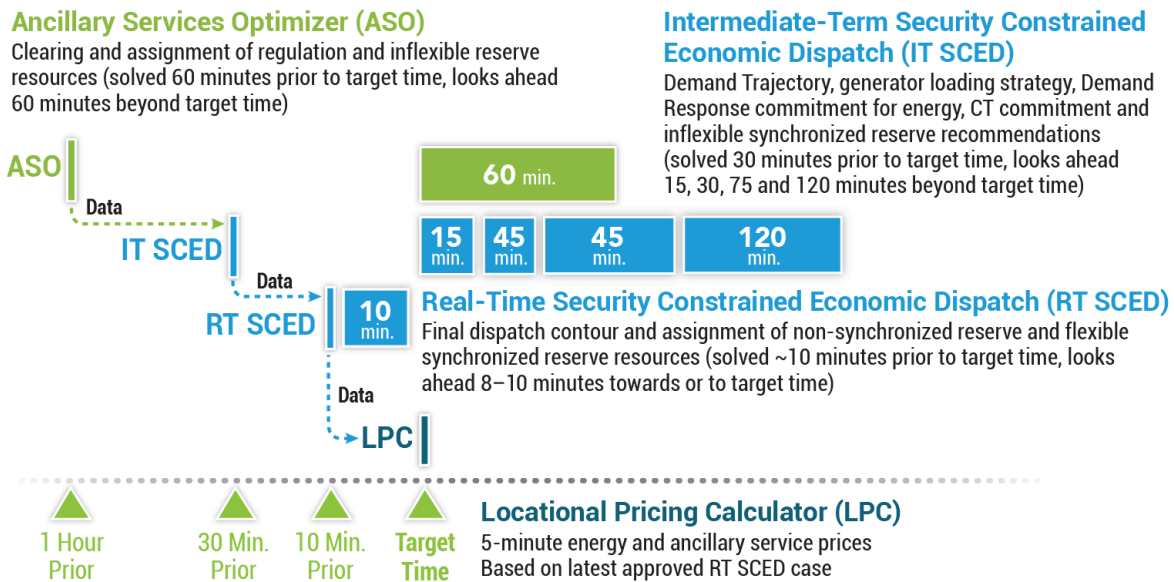 Ancillary Services Optimizer (ASO)
Clearing and assignment of regulation and inflexible reserve
resources (solved 60 minutes prior to target time, looks ahead
60 minutes beyond target time)
Intermediate-Term Security Constrained
Economic Dispatch (IT SCED)
Demand Trajectory, generator loading strategy, Demand
Response commitment for energy, CT commitment and
inflexible synchronized reserve recommendations
(solved 30 minutes prior to target time, looks ahead
15, 30, 75 and 120 minutes beyond target time)
ASO
60 min.
Data
IT SCED
15
min.
45
min.
45
min.
120
min.
Data
RT SCED
10
min.
Real-Time Security Constrained Economic Dispatch (RT SCED)
Final dispatch contour and assignment of non-synchronized reserve and flexible
synchronized reserve resources (solved ~10 minutes prior to target time, looks
ahead 8–10 minutes towards or to target time)
Data
LPC
1 Hour
Prior
30 Min.
Prior
10 Min.
Prior
Target
Time
Locational Pricing Calculator (LPC)
5-minute energy and ancillary service prices
Based on latest approved RT SCED case